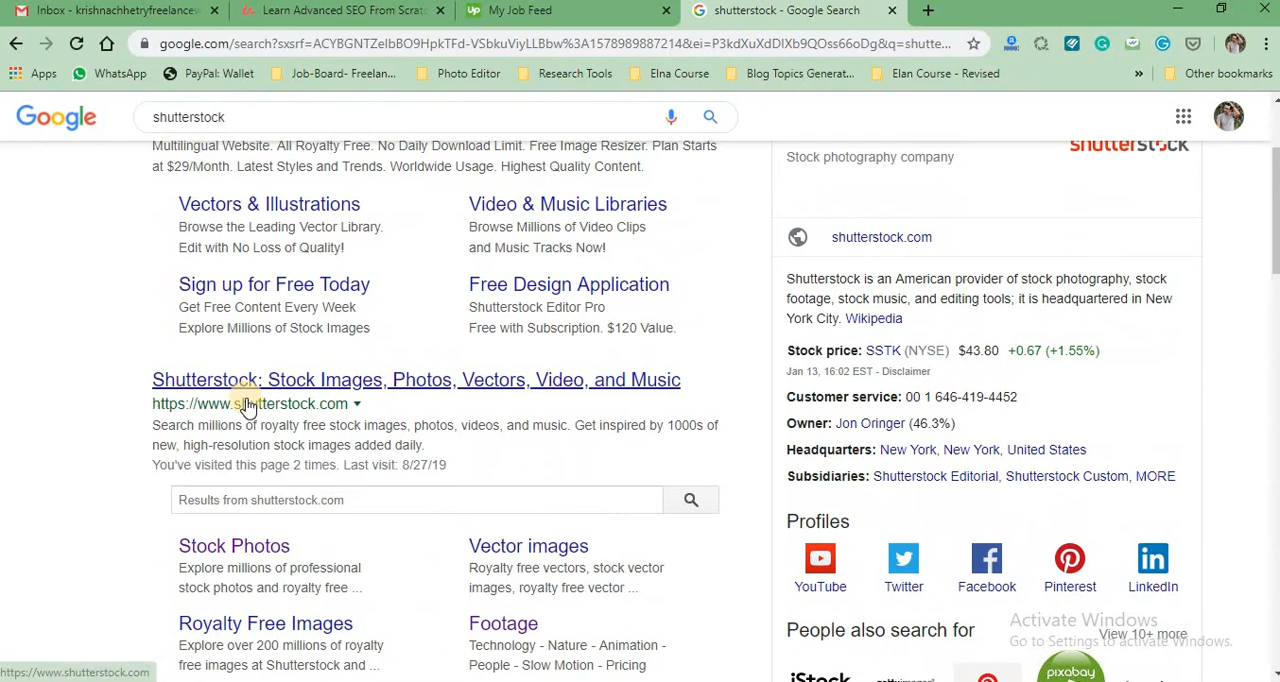 Inbox - krishnachhetryfreelancew
Learn Advanced SEO From Scrat
My Job Feed
shutterstock - Google Search
google.com/search?sxsrf=ACYBGNTZeIbDO9HpkTFd-VSbkuViyLLBbw%3A1578989887214&ei=P3kdXuXdDIXb9QOss66oDg&q=shutte...
Apps
WhatsApp
PayPal: Wallet
Job-Board- Freelan...
Photo Editor
Research Tools
Elna Course
Blog Topics Generat...
Elan Course - Revised
»
Other bookmarks
Google
shutterstock
Multilingual Website. All Royalty Free. No Daily Download Limit. Free Image Resizer. Plan Starts
at $29/Month. Latest Styles and Trends. Worldwide Usage. Highest Quality Content.
Vectors & Illustrations
Browse the Leading Vector Library.
Edit with No Loss of Quality!
Video & Music Libraries
Browse Millions of Video Clips
and Music Tracks Now!
Sign up for Free Today
Get Free Content Every Week
Explore Millions of Stock Images
Free Design Application
Shutterstock Editor Pro
Free with Subscription. $120 Value.
Shutterstock: Stock Images, Photos, Vectors, Video, and Music
https://www.shutterstock.com
Search millions of royalty free stock images, photos, videos, and music. Get inspired by 1000s of
new, high-resolution stock images added daily.
You've visited this page 2 times. Last visit: 8/27/19
Results from shutterstock.com
Stock Photos
Explore millions of professional
stock photos and royalty free ...
Vector images
Royalty free vectors, stock vector
images, royalty free vector ...
Royalty Free Images
Explore over 200 millions of royalty
free images at Shutterstock and ...
Footage
Technology - Nature - Animation -
People - Slow Motion - Pricing
https://www.shutterstock.com
shutterstock
Stock photography company
shutterstock.com
Shutterstock is an American provider of stock photography, stock
footage, stock music, and editing tools; it is headquartered in New
York City. Wikipedia
Stock price: SSTK (NYSE) $43.80 +0.67 (+1.55%)
Jan 13, 16:02 EST - Disclaimer
Customer service: 00 1 646-419-4452
Owner: Jon Oringer (46.3%)
Headquarters: New York, New York, United States
Subsidiaries: Shutterstock Editorial, Shutterstock Custom, MORE
Profiles
YouTube
Twitter
Facebook
Pinterest
LinkedIn
People also search for
View 10+ more
Activate Windows
Go to Settings to activate Windows.
iStock
pixabay